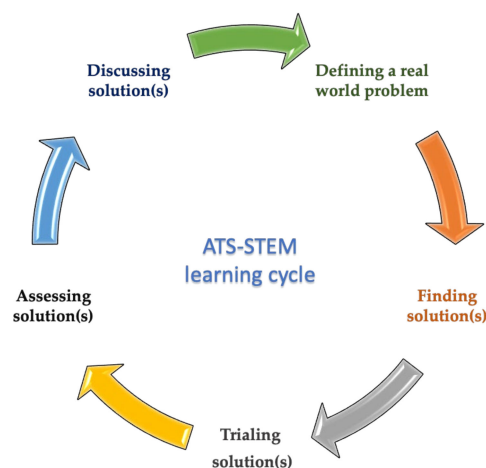 Discussing
solution(s)
Defining a real
world problem
ATS-STEM
learning cycle
Assessing
solution(s)
Finding
solution(s)
Trialing
solution(s)